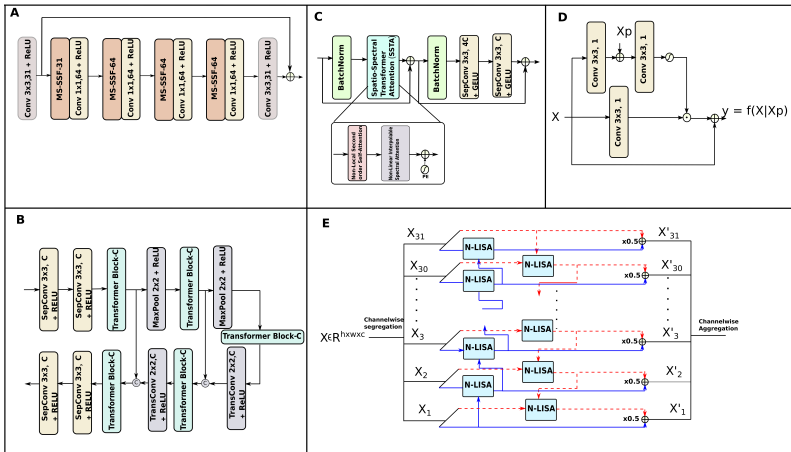 A
Conv 3x3,31 + ReLU
MS-SSF-31
Conv 1x1,64 + ReLU
MS-SSF-64
Conv 1x1,64 + ReLU
MS-SSF-64
Conv 1x1,64 + ReLU
MS-SSF-64
Conv 1x1,64 + ReLU
Conv 3x3,31 + ReLU
B
SepConv 3x3, C
+ RELU
SepConv 3x3, C
+ RELU
Transformer Block-C
MaxPool 2x2 + ReLU
Transformer Block-C
MaxPool 2x2 + ReLU
Transformer Block-C
SepConv 3x3, C
+ RELU
SepConv 3x3, C
+ RELU
Transformer Block-C
C
TransConv 2x2,C
+ RELU
Transformer Block-C
C
TransConv 2x2,C
+ RELU
C
BatchNorm
Spatio-Spectral
Transformer
Attention (SSTA)
BatchNorm
SepConv 3x3, 4C
+ GELU
SepConv 3x3, C
+ GELU
Non-Local Second
order Self-Attention
Non-Linear Interpolable
Spectral Attention
PE
D
Xp
Conv 3x3, 1
Conv 3x3, 1
X
Conv 3x3, 1
y = f(X|Xp)
E
X31
N-LISA
x0.5
X'31
N-LISA
X30
N-LISA
x0.5
X'30
Channelwise
segregation
XεR^hxwxc
Channelwise
Aggregation
N-LISA
X3
N-LISA
x0.5
X'3
N-LISA
X2
N-LISA
x0.5
X'2
N-LISA
X1
x0.5
X'1